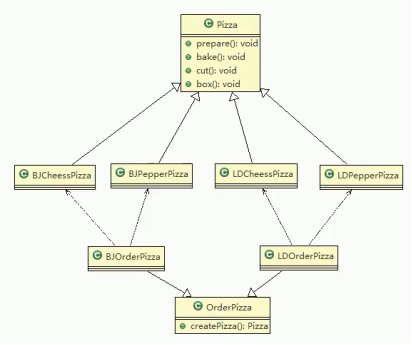 Pizza
prepare(): void
bake(): void
cut(): void
box(): void
BJCheessPizza
BJPepperPizza
LDCheessPizza
LDPepperPizza
BJOrderPizza
LDOrderPizza
OrderPizza
createPizza(): Pizza